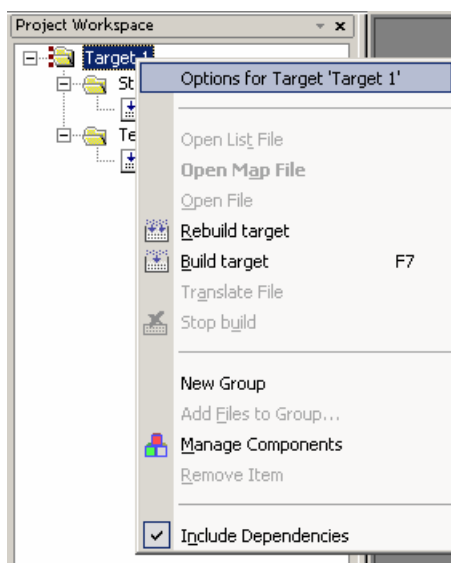 Project Workspace
Target 1
Options for Target 'Target 1'
St
Open List File
Te
Open Map File
Open File
Rebuild target
Build target F7
Translate File
Stop build
New Group
Add Files to Group...
Manage Components
Remove Item
Include Dependencies